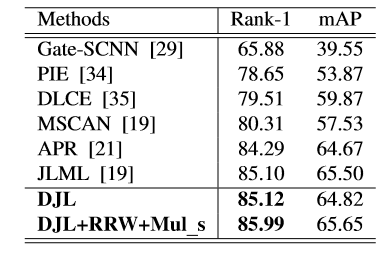 Methods Rank-1 mAP
Gate-SCNN [29] 65.88 39.55
PIE [34] 78.65 53.87
DLCE [35] 79.51 59.87
MSCAN [19] 80.31 57.53
APR [21] 84.29 64.67
JLML [19] 85.10 65.50
DJL 85.12 64.82
DJL+RRW+Mul_s 85.99 65.65